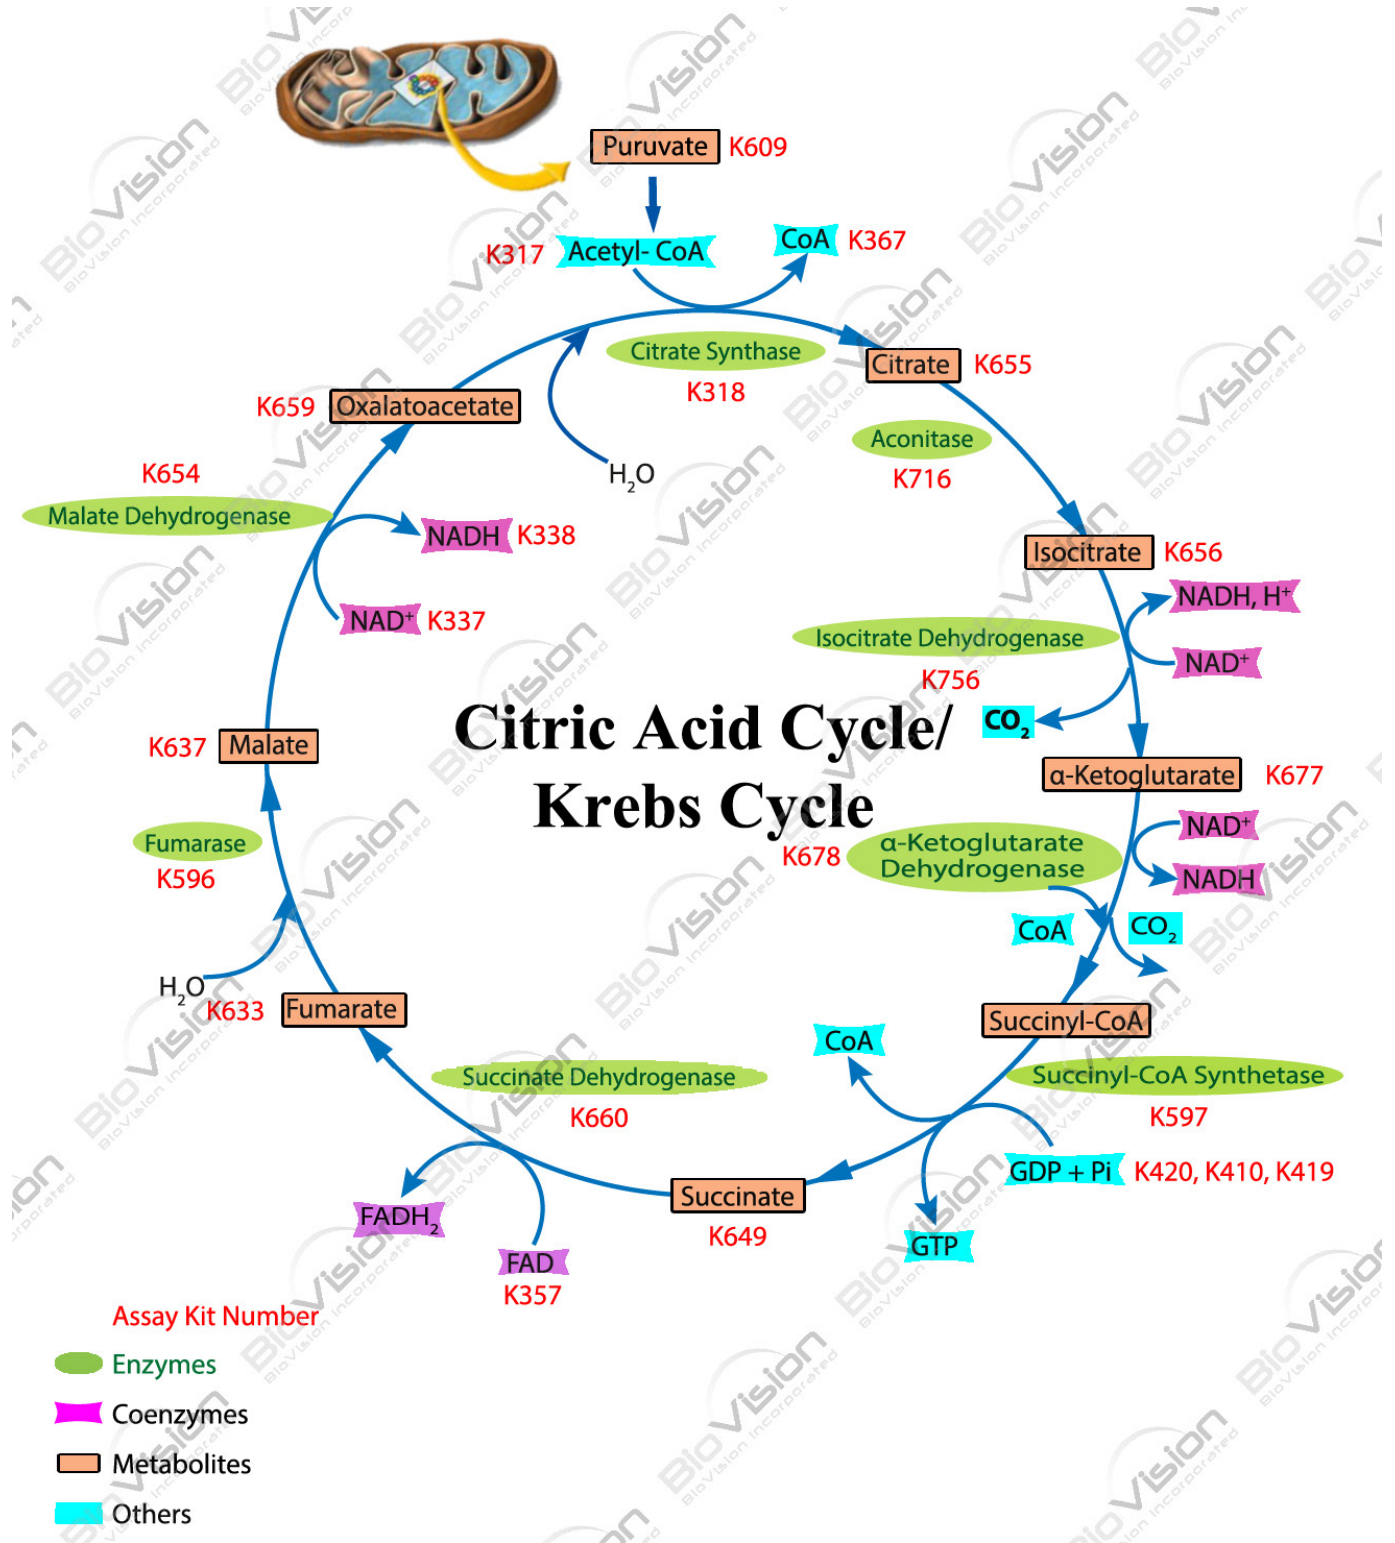 Puruvate K609
K317 Acetyl- CoA
CoA K367
Citrate Synthase
K318
Citrate K655
K659 Oxalatoacetate
Aconitase
K716
H₂O
K654
Malate Dehydrogenase
NADH K338
NAD⁺ K337
Isocitrate K656
NADH, H⁺
Isocitrate Dehydrogenase
NAD⁺
K756
CO₂
Citric Acid Cycle/
Krebs Cycle
K637 Malate
α-Ketoglutarate K677
Fumarase
K596
NAD⁺
K678 α-Ketoglutarate
Dehydrogenase
NADH
CoA
CO₂
H₂O
K633 Fumarate
Succinyl-CoA
CoA
Succinate Dehydrogenase
K660
Succinyl-CoA Synthetase
K597
GDP + Pi K420, K410, K419
Succinate
K649
FADH₂
FAD
K357
GTP
Assay Kit Number
Enzymes
Coenzymes
Metabolites
Others
BioVision
BioVision Incorporated